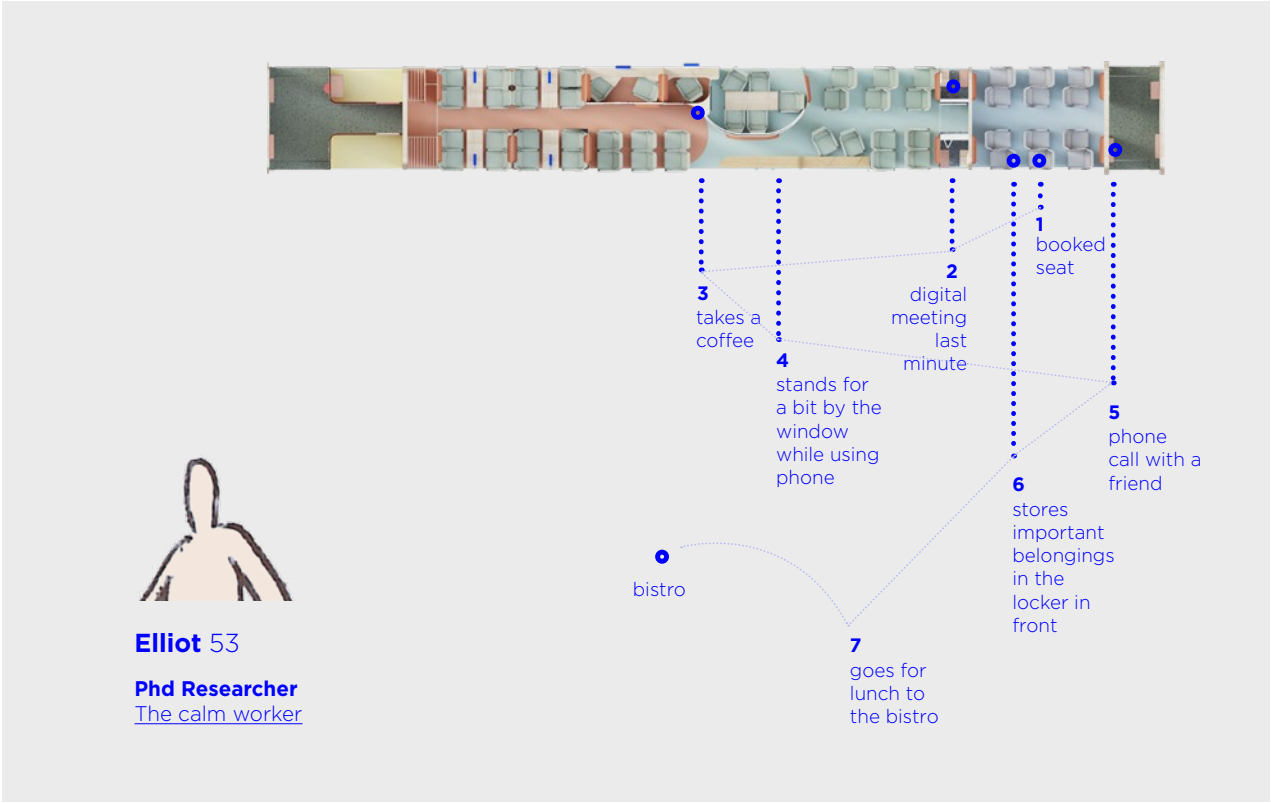 1
booked
seat
2
digital
meeting
last
minute
3
takes a
coffee
4
stands for
a bit by the
window
while using
phone
5
phone
call with a
friend
6
stores
important
belongings
in the
locker in
front
bistro
7
goes for
lunch to
the bistro
Elliot 53
Phd Researcher
The calm worker